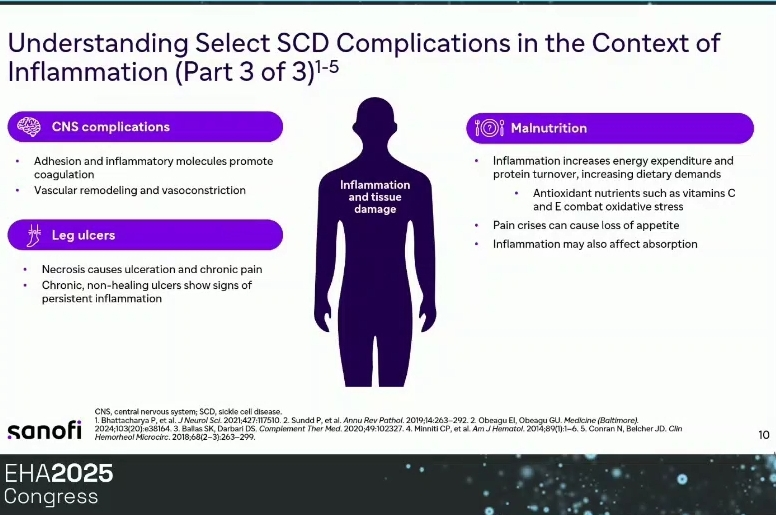 Understanding Select SCD Complications in the Context of
Inflammation (Part 3 of 3)1-5
CNS complications
• Adhesion and inflammatory molecules promote
coagulation
• Vascular remodeling and vasoconstriction
Leg ulcers
• Necrosis causes ulceration and chronic pain
• Chronic, non-healing ulcers show signs of
persistent inflammation
Inflammation
and tissue
damage
Malnutrition
• Inflammation increases energy expenditure and
protein turnover, increasing dietary demands
• Antioxidant nutrients such as vitamins C
and E combat oxidative stress
• Pain crises can cause loss of appetite
• Inflammation may also affect absorption
sanofi
CNS, central nervous system; SCD, sickle cell disease.
1. Bhattacharya P, et al. J Neurol Sci. 2021;427:117510. 2. Sundd P, et al. Annu Rev Pathol. 2019;14:263–292. 2. Obeagu EI, Obeagu GU. Medicine (Baltimore).
2024;103(20):e38164. 3. Ballas SK, Darbari DS. Complement Ther Med. 2020;49:102327. 4. Minniti CP, et al. Am J Hematol. 2014;89(1):1–6. 5. Conran N, Belcher JD. Clin
Hemorheol Microcirc. 2018;68(2–3):263–299.
10
EHA2025
Congress